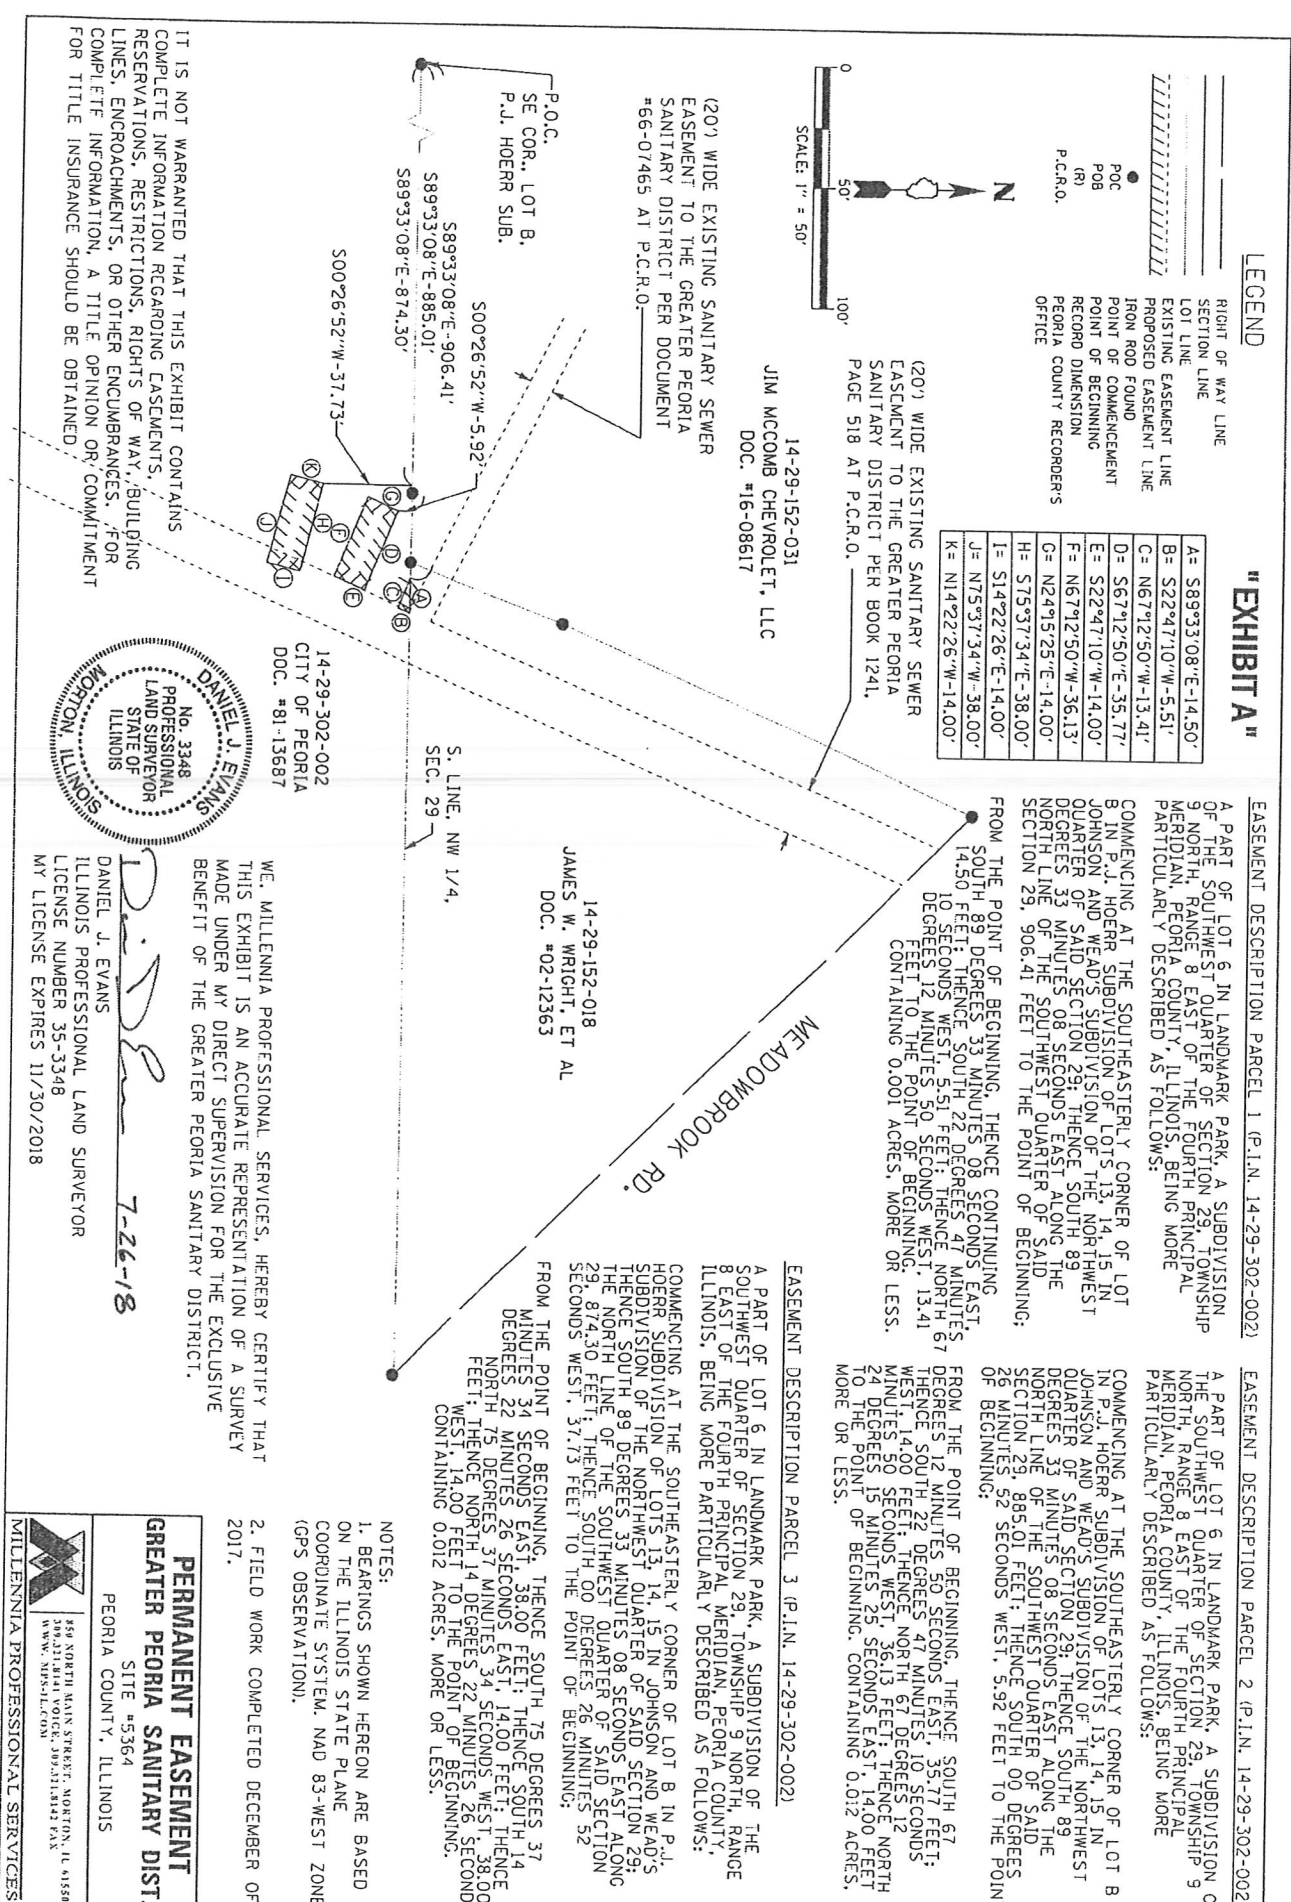 LEGEND
RIGHT OF WAY LINE
SECTION LINE
LOT LINE
EXISTING EASEMENT LINE
PROPOSED EASEMENT LINE
IRON ROD FOUND
POC POINT OF COMMENCEMENT
POB POINT OF BEGINNING
(R) RECORD DIMENSION
P.C.R.O. PEORIA COUNTY RECORDER'S
OFFICE
N
0 50' 100'
SCALE: 1" = 50'
"EXHIBIT A"
A= S89°33'08"E-14.50'
B= S22°47'10"W-5.51'
C= N67°12'50"W-13.41'
D= S67°12'50"E-35.77'
E= S22°47'10"W-14.00'
F= N67°12'50"W-36.13'
G= N24°15'25"E-14.00'
H= S75°37'34"E-38.00'
I= S14°22'26"E-14.00'
J= N75°37'34"W-38.00'
K= N14°22'26"W-14.00'
(20') WIDE EXISTING SANITARY SEWER
EASEMENT TO THE GREATER PEORIA
SANITARY DISTRICT PER BOOK 1241,
PAGE 518 AT P.C.R.O.
14-29-152-031
JIM MCCOMB CHEVROLET, LLC
DOC. #16-08617
(20') WIDE EXISTING SANITARY SEWER
EASEMENT TO THE GREATER PEORIA
SANITARY DISTRICT PER DOCUMENT
#66-07465 AT P.C.R.O.
P.O.C.
SE COR., LOT B,
P.J. HOERR SUB.
S00°26'52"W-5.92'
S89°33'08"E-906.41'
S89°33'08"E-885.01'
S89°33'08"E-874.30'
S00°26'52"W-37.73'
A
B
C
D
E
F
G
H
I
J
K
S. LINE, NW 1/4,
SEC. 29
14-29-302-002
CITY OF PEORIA
DOC. #81-13687
14-29-152-018
JAMES W. WRIGHT, ET AL
DOC. #02-12363
MEADOWBROOK RD.
IT IS NOT WARRANTED THAT THIS EXHIBIT CONTAINS
COMPLETE INFORMATION REGARDING EASEMENTS,
RESERVATIONS, RESTRICTIONS, RIGHTS OF WAY, BUILDING
LINES, ENCROACHMENTS, OR OTHER ENCUMBRANCES. FOR
COMPLETE INFORMATION, A TITLE OPINION OR COMMITMENT
FOR TITLE INSURANCE SHOULD BE OBTAINED
DANIEL J. EVANS
No. 3348
PROFESSIONAL
LAND SURVEYOR
STATE OF
ILLINOIS
MORTON, ILLINOIS
EASEMENT DESCRIPTION PARCEL 1 (P.I.N. 14-29-302-002)
A PART OF LOT 6 IN LANDMARK PARK, A SUBDIVISION
OF THE SOUTHWEST QUARTER OF SECTION 29, TOWNSHIP
9 NORTH, RANGE 8 EAST OF THE FOURTH PRINCIPAL
MERIDIAN, PEORIA COUNTY, ILLINOIS, BEING MORE
PARTICULARLY DESCRIBED AS FOLLOWS:
COMMENCING AT THE SOUTHEASTERLY CORNER OF LOT
B IN P.J. HOERR SUBDIVISION OF LOTS 13, 14, 15 IN
JOHNSON AND WEAD'S SUBDIVISION OF THE NORTHWEST
QUARTER OF SAID SECTION 29; THENCE SOUTH 89
DEGREES 33 MINUTES 08 SECONDS EAST ALONG THE
NORTH LINE OF THE SOUTHWEST QUARTER OF SAID
SECTION 29, 906.41 FEET TO THE POINT OF BEGINNING;
FROM THE POINT OF BEGINNING, THENCE CONTINUING
SOUTH 89 DEGREES 33 MINUTES 08 SECONDS EAST,
14.50 FEET; THENCE SOUTH 22 DEGREES 47 MINUTES
10 SECONDS WEST, 5.51 FEET; THENCE NORTH 67
DEGREES 12 MINUTES 50 SECONDS WEST, 13.41
FEET TO THE POINT OF BEGINNING,
CONTAINING 0.001 ACRES, MORE OR LESS.
EASEMENT DESCRIPTION PARCEL 2 (P.I.N. 14-29-302-002
A PART OF LOT 6 IN LANDMARK PARK, A SUBDIVISION O
THE SOUTHWEST QUARTER OF SECTION 29, TOWNSHIP 9
NORTH, RANGE 8 EAST OF THE FOURTH PRINCIPAL
MERIDIAN, PEORIA COUNTY, ILLINOIS, BEING MORE
PARTICULARLY DESCRIBED AS FOLLOWS:
COMMENCING AT THE SOUTHEASTERLY CORNER OF LOT B
IN P.J. HOERR SUBDIVISION OF LOTS 13, 14, 15 IN
JOHNSON AND WEAD'S SUBDIVISION OF THE NORTHWEST
QUARTER OF SAID SECTION 29; THENCE SOUTH 89
DEGREES 33 MINUTES 08 SECONDS EAST ALONG THE
NORTH LINE OF THE SOUTHWEST QUARTER OF SAID
SECTION 29, 885.01 FEET; THENCE SOUTH 00 DEGREES
26 MINUTES 52 SECONDS WEST, 5.92 FEET TO THE POIN
OF BEGINNING;
FROM THE POINT OF BEGINNING, THENCE SOUTH 67
DEGREES 12 MINUTES 50 SECONDS EAST, 35.77 FEET;
THENCE SOUTH 22 DEGREES 47 MINUTES 10 SECONDS
WEST, 14.00 FEET; THENCE NORTH 67 DEGREES 12
MINUTES 50 SECONDS WEST, 36.13 FEET; THENCE NORTH
24 DEGREES 15 MINUTES 25 SECONDS EAST, 14.00 FEET
TO THE POINT OF BEGINNING. CONTAINING 0.012 ACRES,
MORE OR LESS.
EASEMENT DESCRIPTION PARCEL 3 (P.I.N. 14-29-302-002)
A PART OF LOT 6 IN LANDMARK PARK, A SUBDIVISION OF THE
SOUTHWEST QUARTER OF SECTION 29, TOWNSHIP 9 NORTH, RANGE
8 EAST OF THE FOURTH PRINCIPAL MERIDIAN, PEORIA COUNTY,
ILLINOIS, BEING MORE PARTICULARLY DESCRIBED AS FOLLOWS:
COMMENCING AT THE SOUTHEASTERLY CORNER OF LOT B IN P.J.
HOERR SUBDIVISION OF LOTS 13, 14, 15 IN JOHNSON AND WEAD'S
SUBDIVISION OF THE NORTHWEST QUARTER OF SAID SECTION 29;
THENCE SOUTH 89 DEGREES 33 MINUTES 08 SECONDS EAST ALONG
THE NORTH LINE OF THE SOUTHWEST QUARTER OF SAID SECTION
29, 874.30 FEET; THENCE SOUTH 00 DEGREES 26 MINUTES 52
SECONDS WEST, 37.73 FEET TO THE POINT OF BEGINNING;
FROM THE POINT OF BEGINNING, THENCE SOUTH 75 DEGREES 37
MINUTES 34 SECONDS EAST, 38.00 FEET; THENCE SOUTH 14
DEGREES 22 MINUTES 26 SECONDS EAST, 14.00 FEET; THENCE
NORTH 75 DEGREES 37 MINUTES 34 SECONDS WEST, 38.00
FEET; THENCE NORTH 14 DEGREES 22 MINUTES 26 SECOND
WEST, 14.00 FEET TO THE POINT OF BEGINNING.
CONTAINING 0.012 ACRES, MORE OR LESS.
WE, MILLENNIA PROFESSIONAL SERVICES, HEREBY CERTIFY THAT
THIS EXHIBIT IS AN ACCURATE REPRESENTATION OF A SURVEY
MADE UNDER MY DIRECT SUPERVISION FOR THE EXCLUSIVE
BENEFIT OF THE GREATER PEORIA SANITARY DISTRICT.
7-26-18
DANIEL J. EVANS
ILLINOIS PROFESSIONAL LAND SURVEYOR
LICENSE NUMBER 35-3348
MY LICENSE EXPIRES 11/30/2018
NOTES:
1. BEARINGS SHOWN HEREON ARE BASED
ON THE ILLINOIS STATE PLANE
COORDINATE SYSTEM. NAD 83-WEST ZONE
(GPS OBSERVATION).
2. FIELD WORK COMPLETED DECEMBER OF
2017.
PERMANENT EASEMENT
GREATER PEORIA SANITARY DIST.
SITE #5364
PEORIA COUNTY, ILLINOIS
850 NORTH MAIN STREET, MORTON, IL 61550
309.321.8141 VOICE, 309.321.8142 FAX
WWW.MPS-IL.COM
MILLENNIA PROFESSIONAL SERVICES